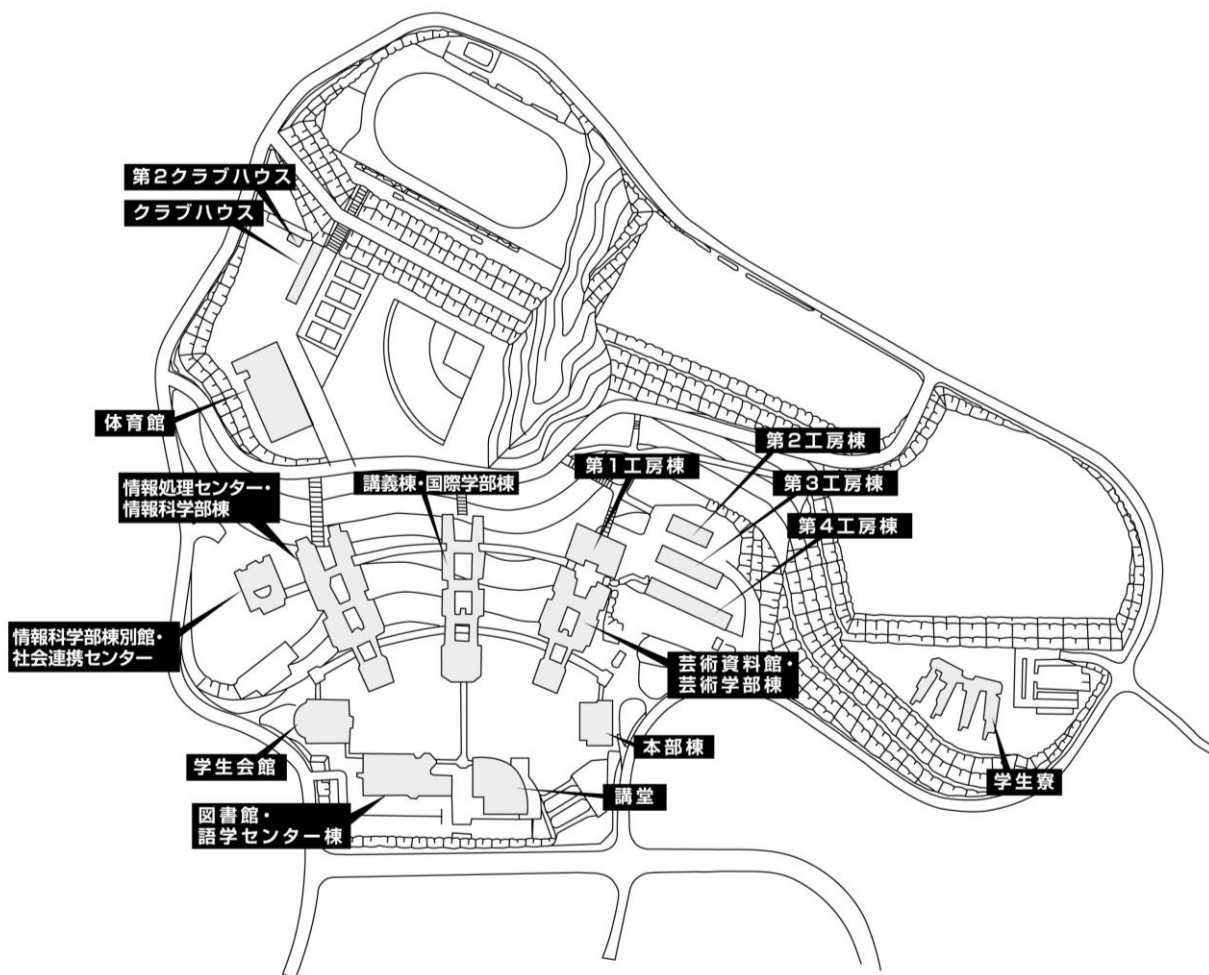 第2クラブハウス
クラブハウス
体育館
情報処理センター・
情報科学部棟
講義棟・国際学部棟
第1工房棟
第2工房棟
第3工房棟
第4工房棟
情報科学部棟別館・
社会連携センター
芸術資料館・
芸術学部棟
学生会館
本部棟
図書館・
語学センター棟
講堂
学生寮